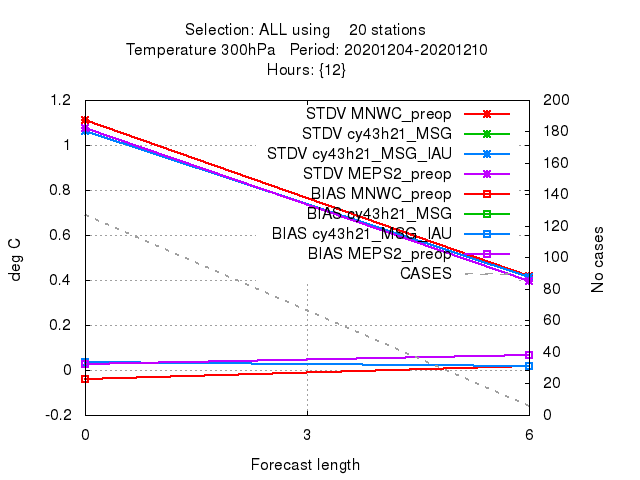 Selection: ALL using    20 stations
Temperature 300hPa   Period: 20201204-20201210
Hours: {12}
1.2
1
0.8
0.6
0.4
0.2
0
-0.2
200
180
160
140
120
100
80
60
40
20
0
STDV MNWC_preop
STDV cy43h21_MSG
STDV cy43h21_MSG_IAU
STDV MEPS2_preop
BIAS MNWC_preop
BIAS cy43h21_MSG
BIAS cy43h21_MSG_IAU
BIAS MEPS2_preop
CASES
deg C
No cases
0 3 6
Forecast length